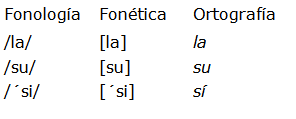 Fonología Fonética Ortografía
/la/ [la] la
/su/ [su] su
/´si/ [´si] sí